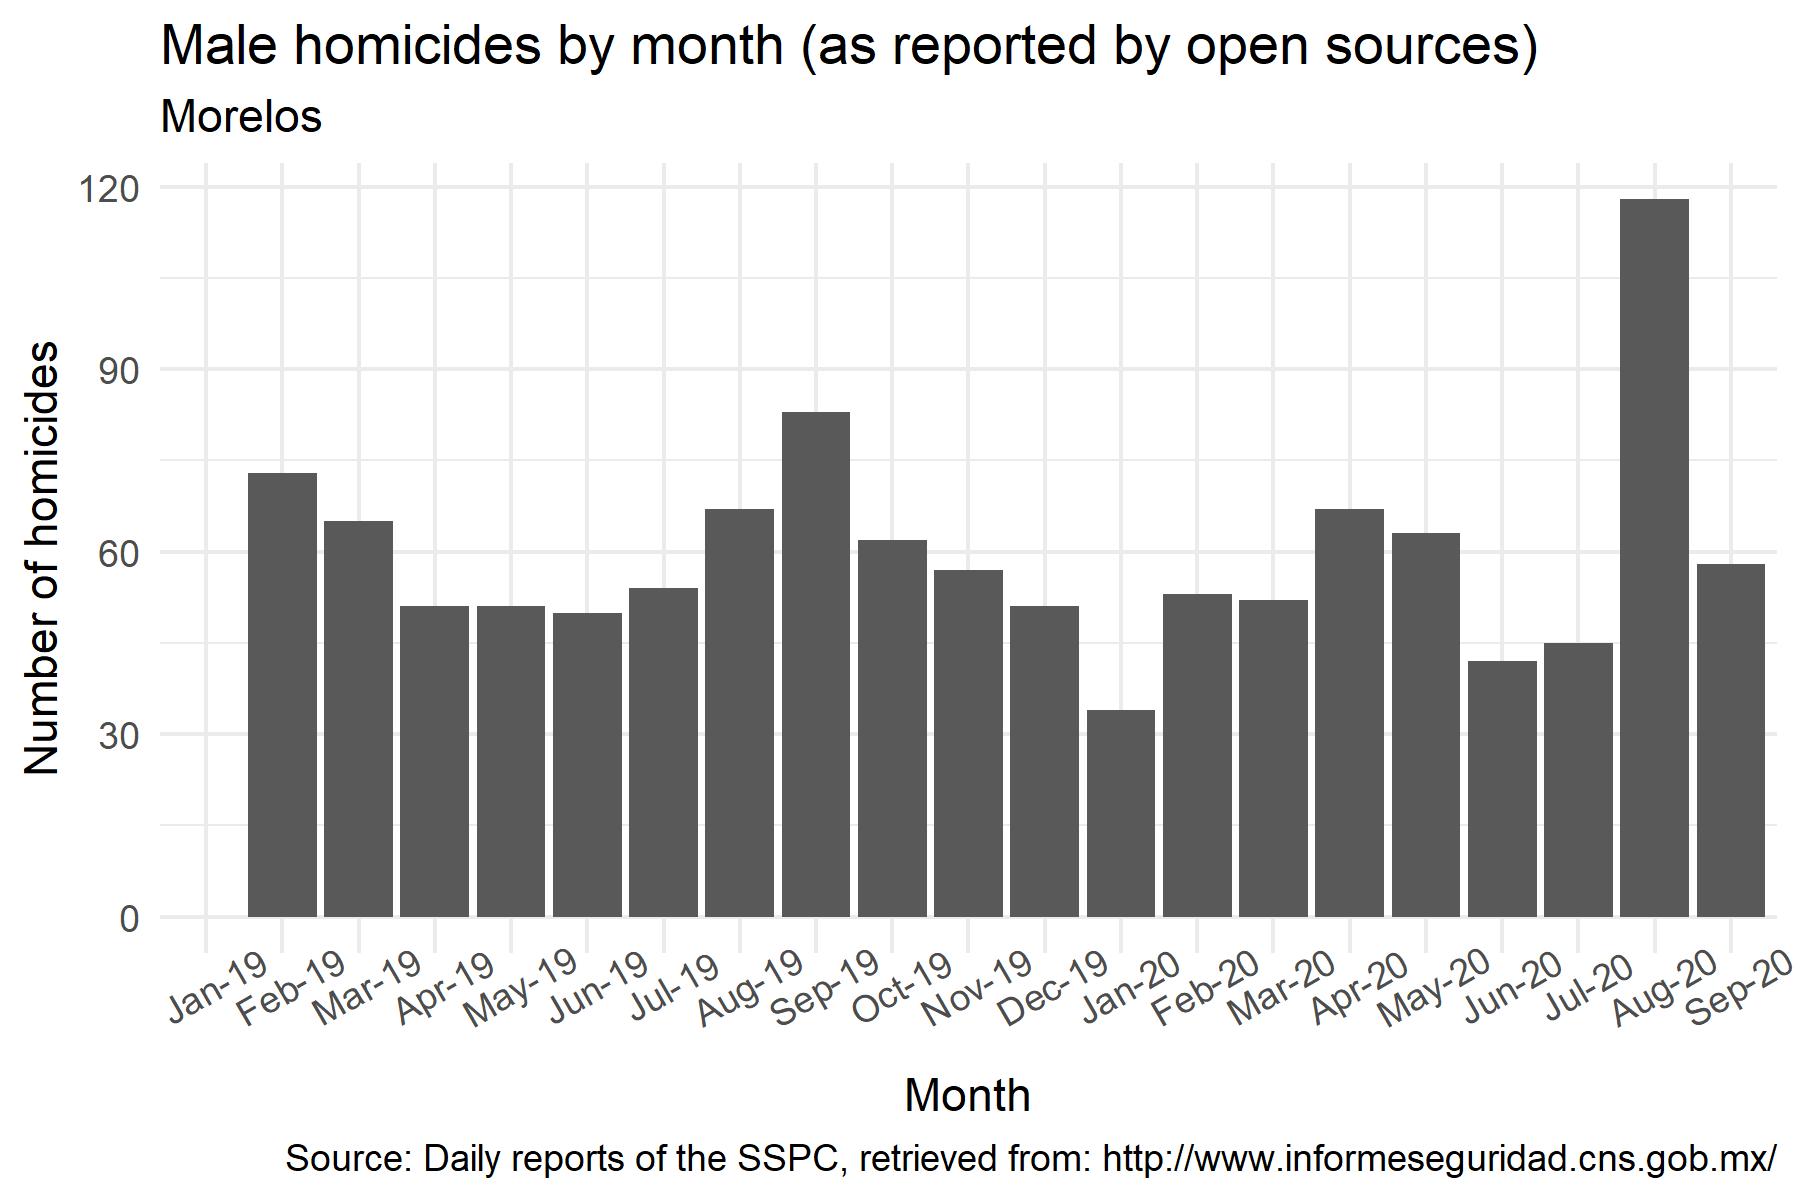 Male homicides by month (as reported by open sources)
Morelos
Number of homicides
120
90
60
30
0
Jan-19
Feb-19
Mar-19
Apr-19
May-19
Jun-19
Jul-19
Aug-19
Sep-19
Oct-19
Nov-19
Dec-19
Jan-20
Feb-20
Mar-20
Apr-20
May-20
Jun-20
Jul-20
Aug-20
Sep-20
Month
Source: Daily reports of the SSPC, retrieved from: http://www.informeseguridad.cns.gob.mx/